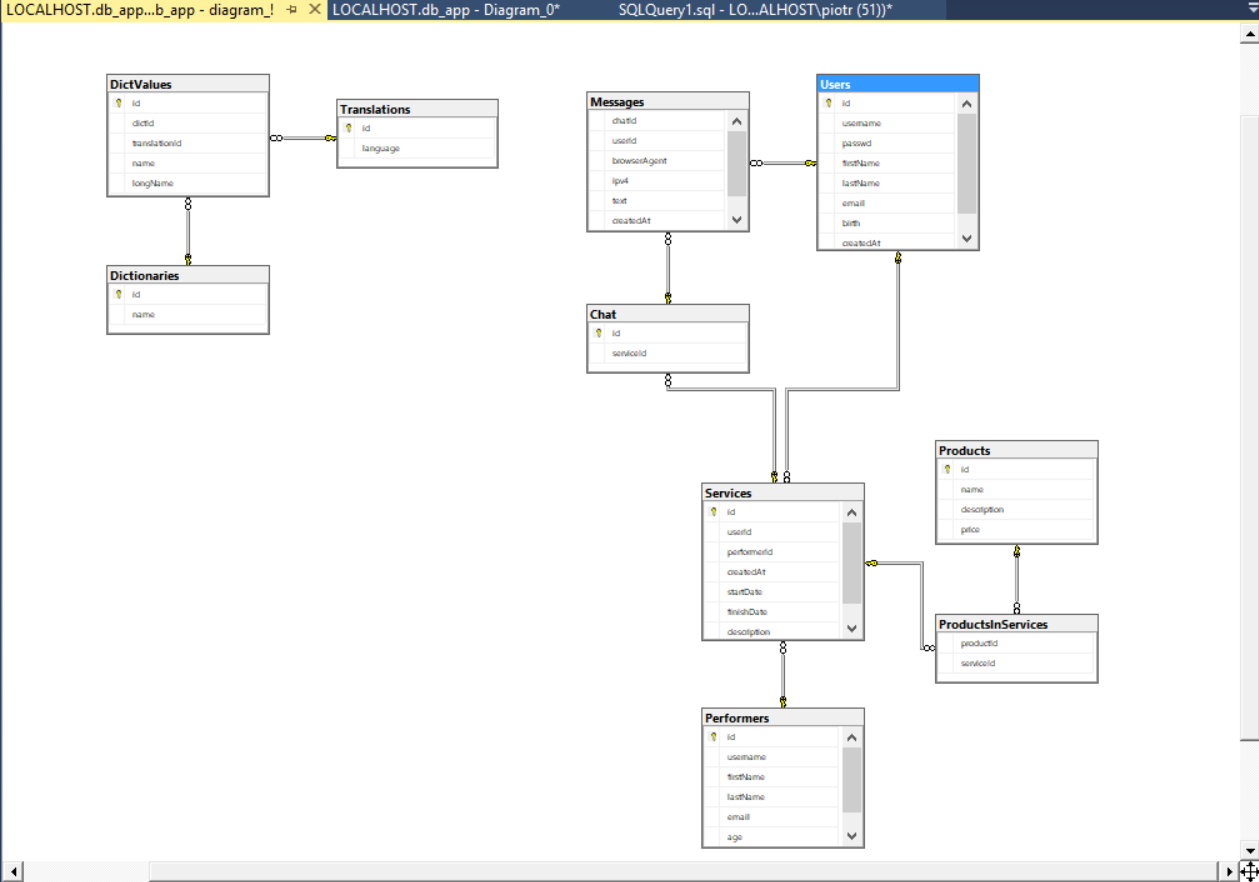 LOCALHOST.db_app...b_app - diagram_!
LOCALHOST.db_app - Diagram_0*
SQLQuery1.sql - LO...ALHOST\piotr (51))*
DictValues
id
dictId
translationId
name
longName
Translations
id
language
Dictionaries
id
name
Messages
chatId
userId
browserAgent
ipv4
text
createdAt
Users
id
username
passwd
firstName
lastName
email
birth
createdAt
Chat
id
serviceId
Services
id
userId
performerId
createdAt
startDate
finishDate
description
Products
id
name
description
price
ProductsInServices
productId
serviceId
Performers
id
username
firstName
lastName
email
age